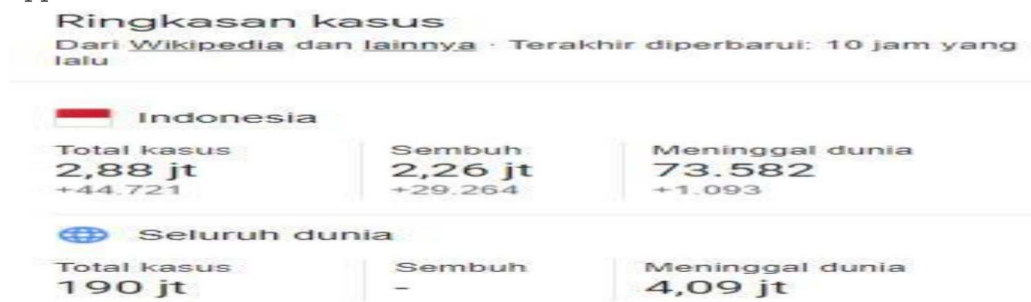 Ringkasan kasus
Dari Wikipedia dan lainnya · Terakhir diperbarui: 10 jam yang
lalu
Indonesia
Total kasus Sembuh Meninggal dunia
2,88 jt 2,26 jt 73.582
+44.721 +29.264 +1.093
Seluruh dunia
Total kasus Sembuh Meninggal dunia
190 jt - 4,09 jt